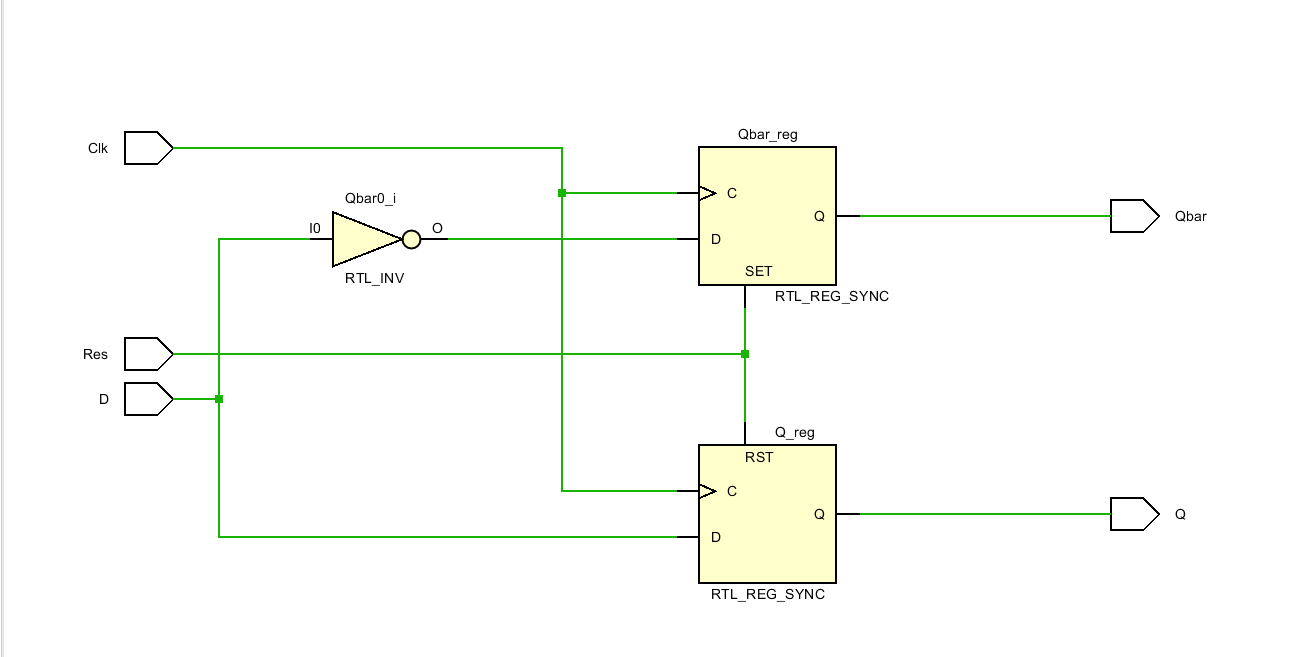 Qbar_reg
Clk
Qbar0_i
C
I0
O
Q
Qbar
D
SET
RTL_INV
RTL_REG_SYNC
Res
D
Q_reg
RST
C
Q
Q
D
RTL_REG_SYNC